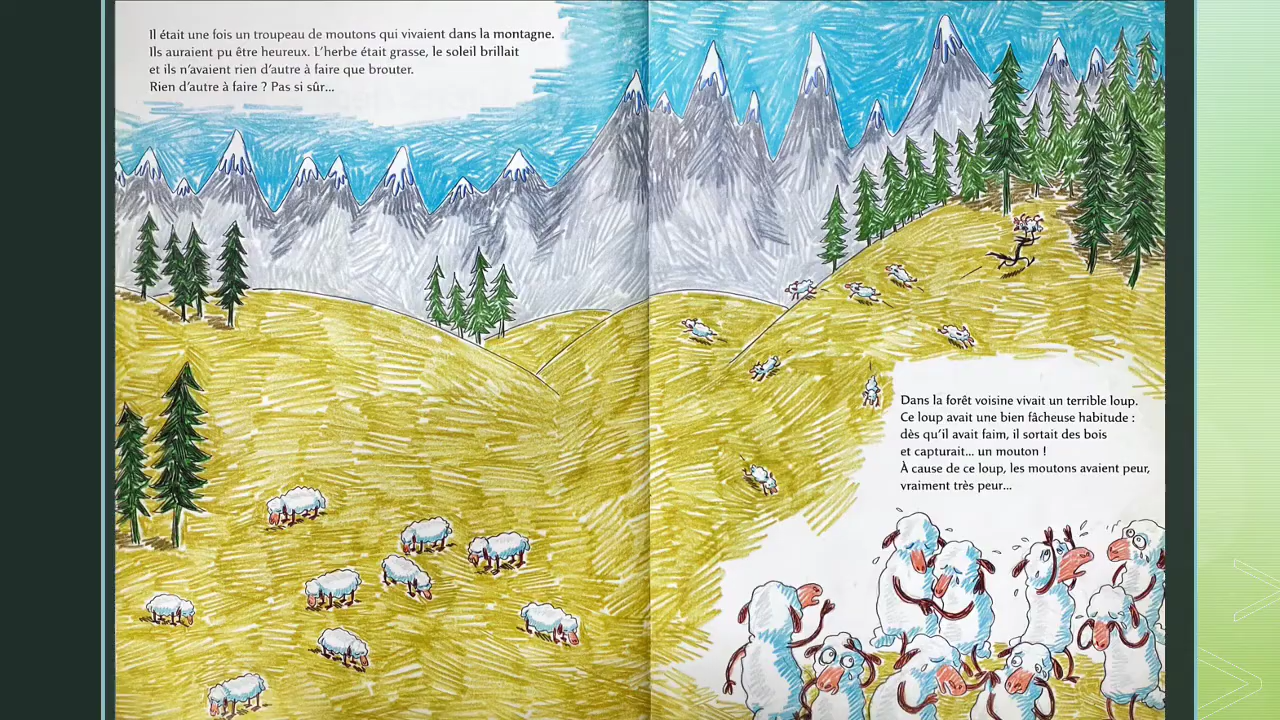 Il était une fois un troupeau de moutons qui vivaient dans la montagne.
Ils auraient pu être heureux. L'herbe était grasse, le soleil brillait
et ils n'avaient rien d'autre à faire que brouter.
Rien d'autre à faire ? Pas si sûr...
Dans la forêt voisine vivait un terrible loup.
Ce loup avait une bien fâcheuse habitude :
dès qu'il avait faim, il sortait des bois
et capturait... un mouton !
À cause de ce loup, les moutons avaient peur,
vraiment très peur...